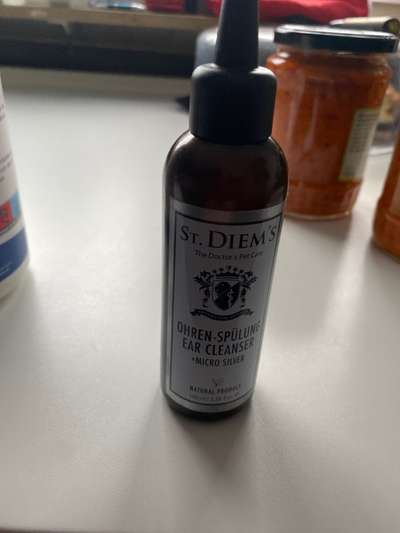 ST. DIEM'S
The Doctor's Pet Care
OHREN-SPÜLUNG
EAR CLEANSER
+MICRO SILVER
NATURAL PRODUCT